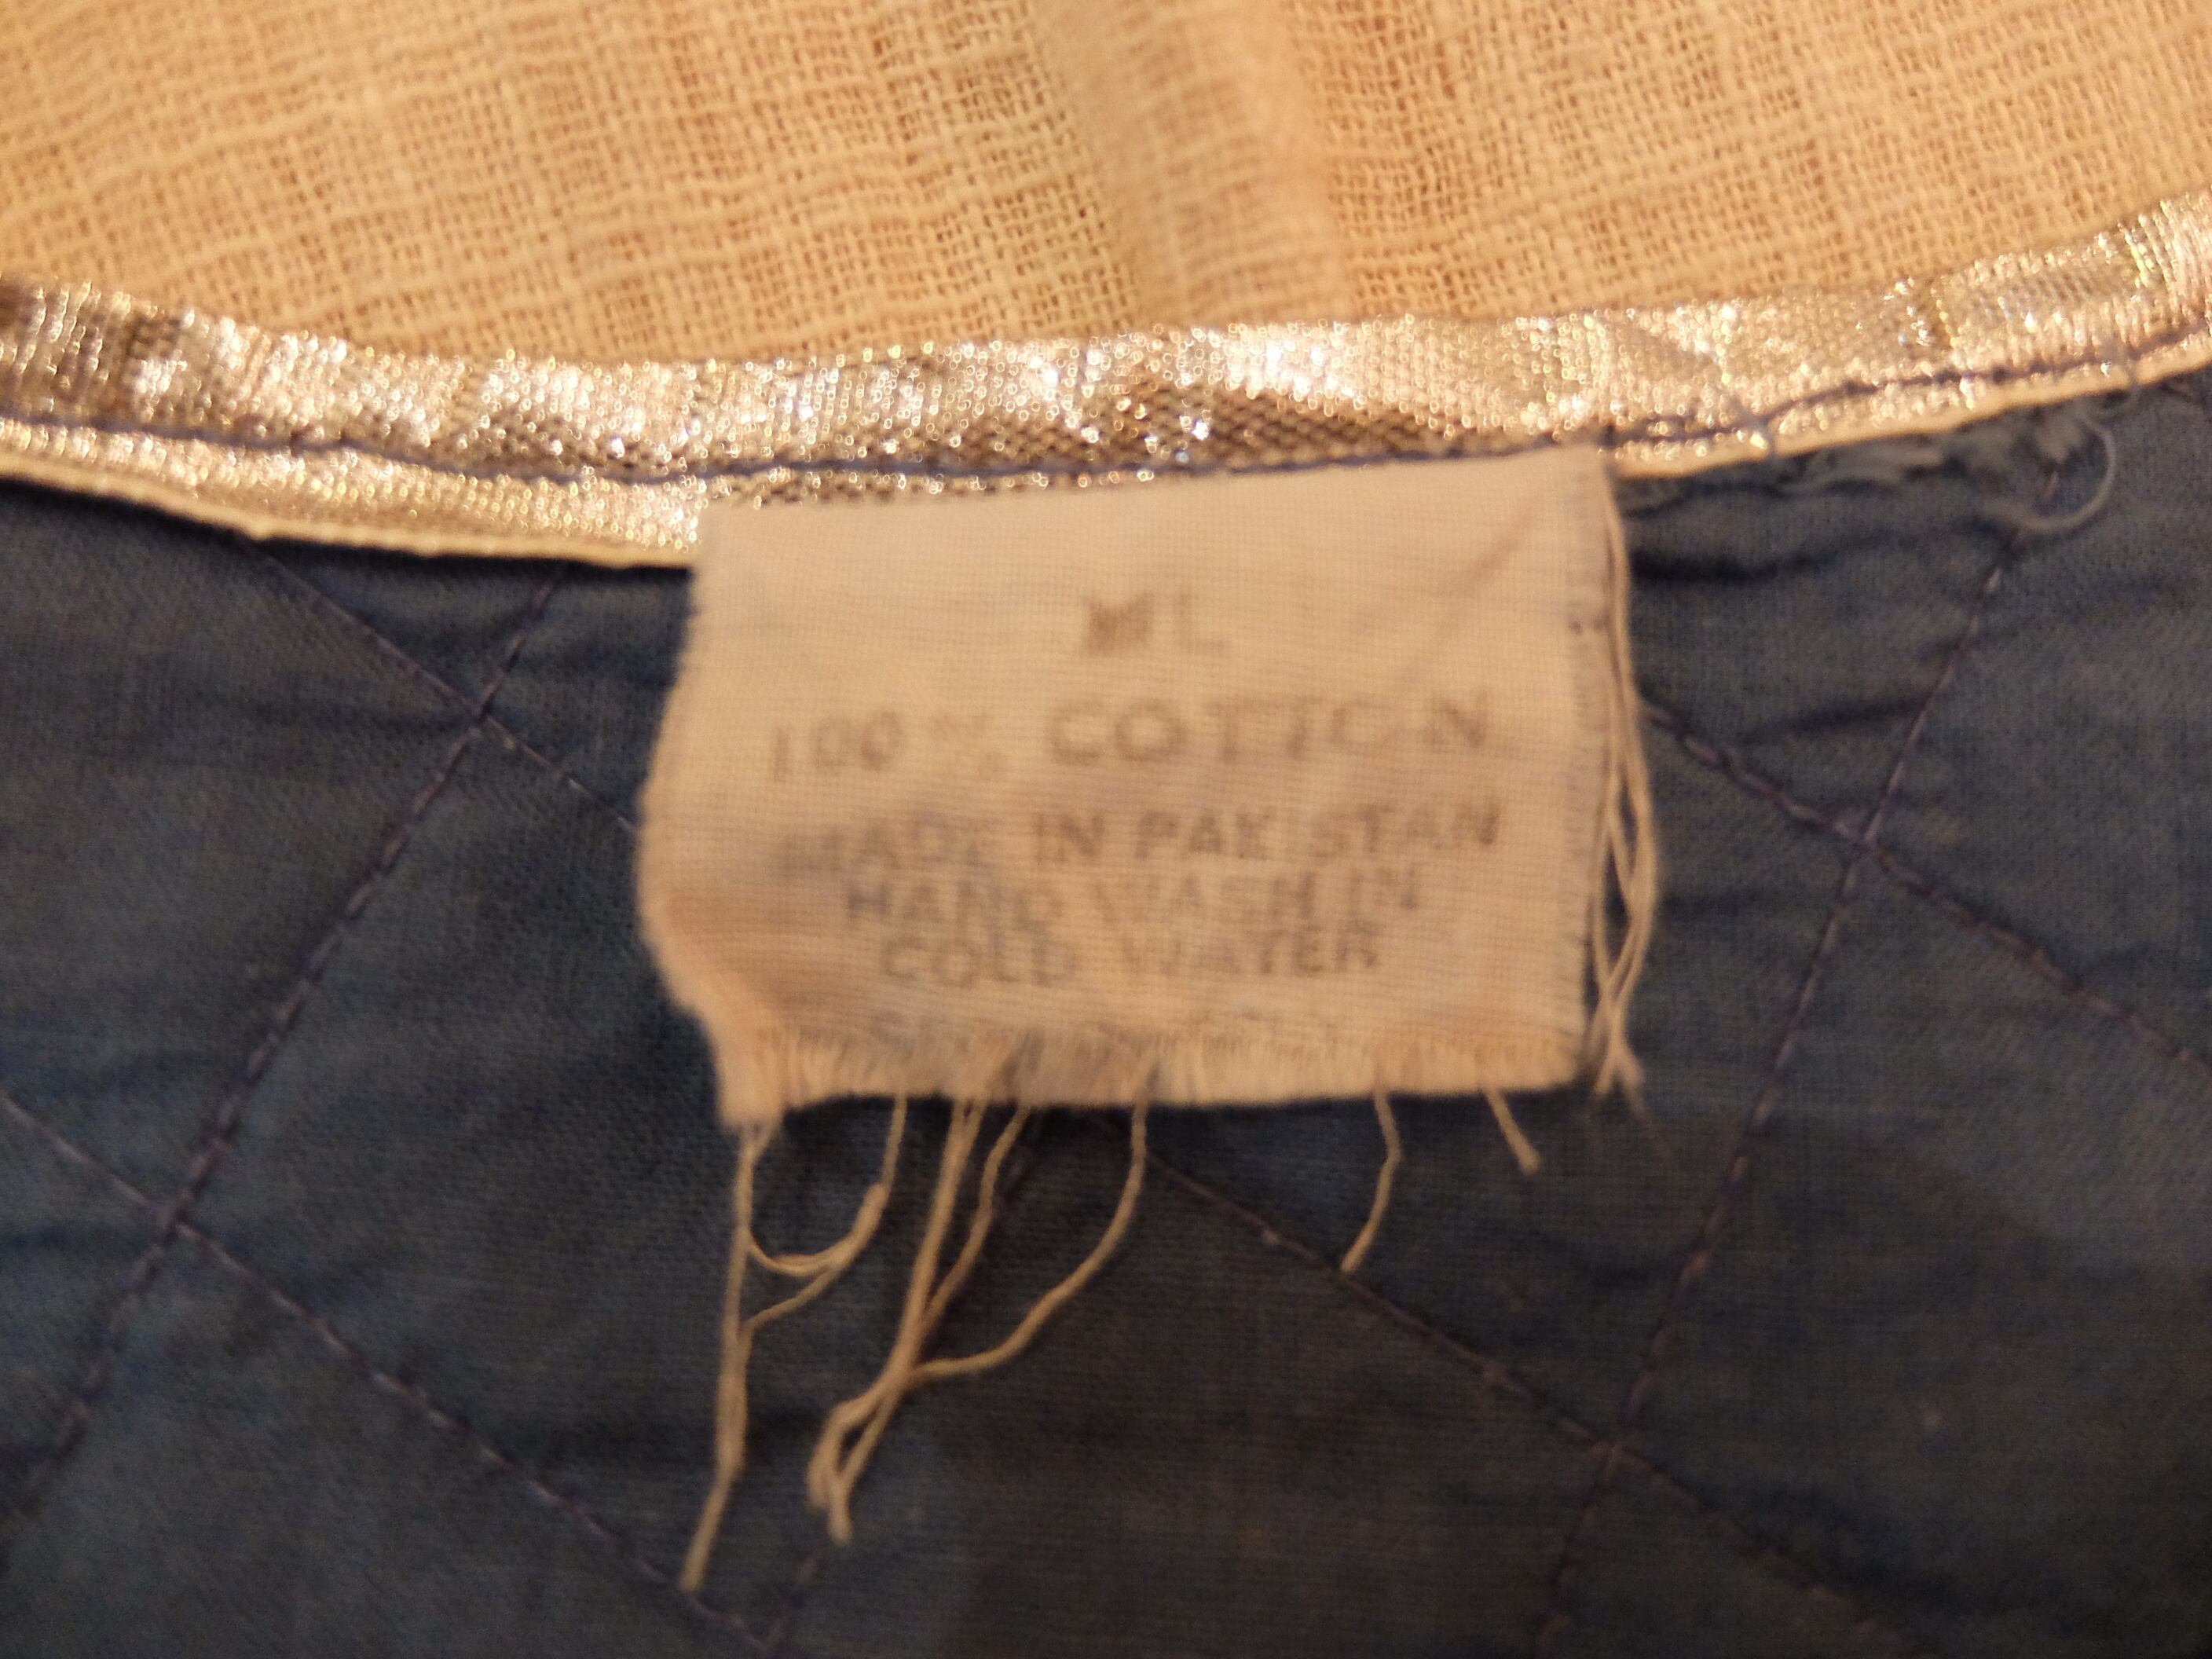 ML
100% COTTON
MADE IN PAKISTAN
HAND WASH IN
COLD WATER